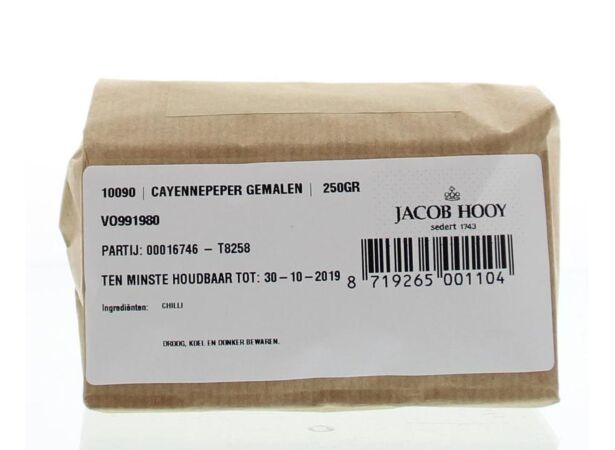 10090 | CAYENNEPEPER GEMALEN | 250GR
VO991980
PARTIJ: 00016746 - T8258
TEN MINSTE HOUDBAAR TOT: 30-10-2019
Ingrediënten: CHILLI
DROOG, KOEL EN DONKER BEWAREN.
JACOB HOOY
sedert 1743
8 719265 001104